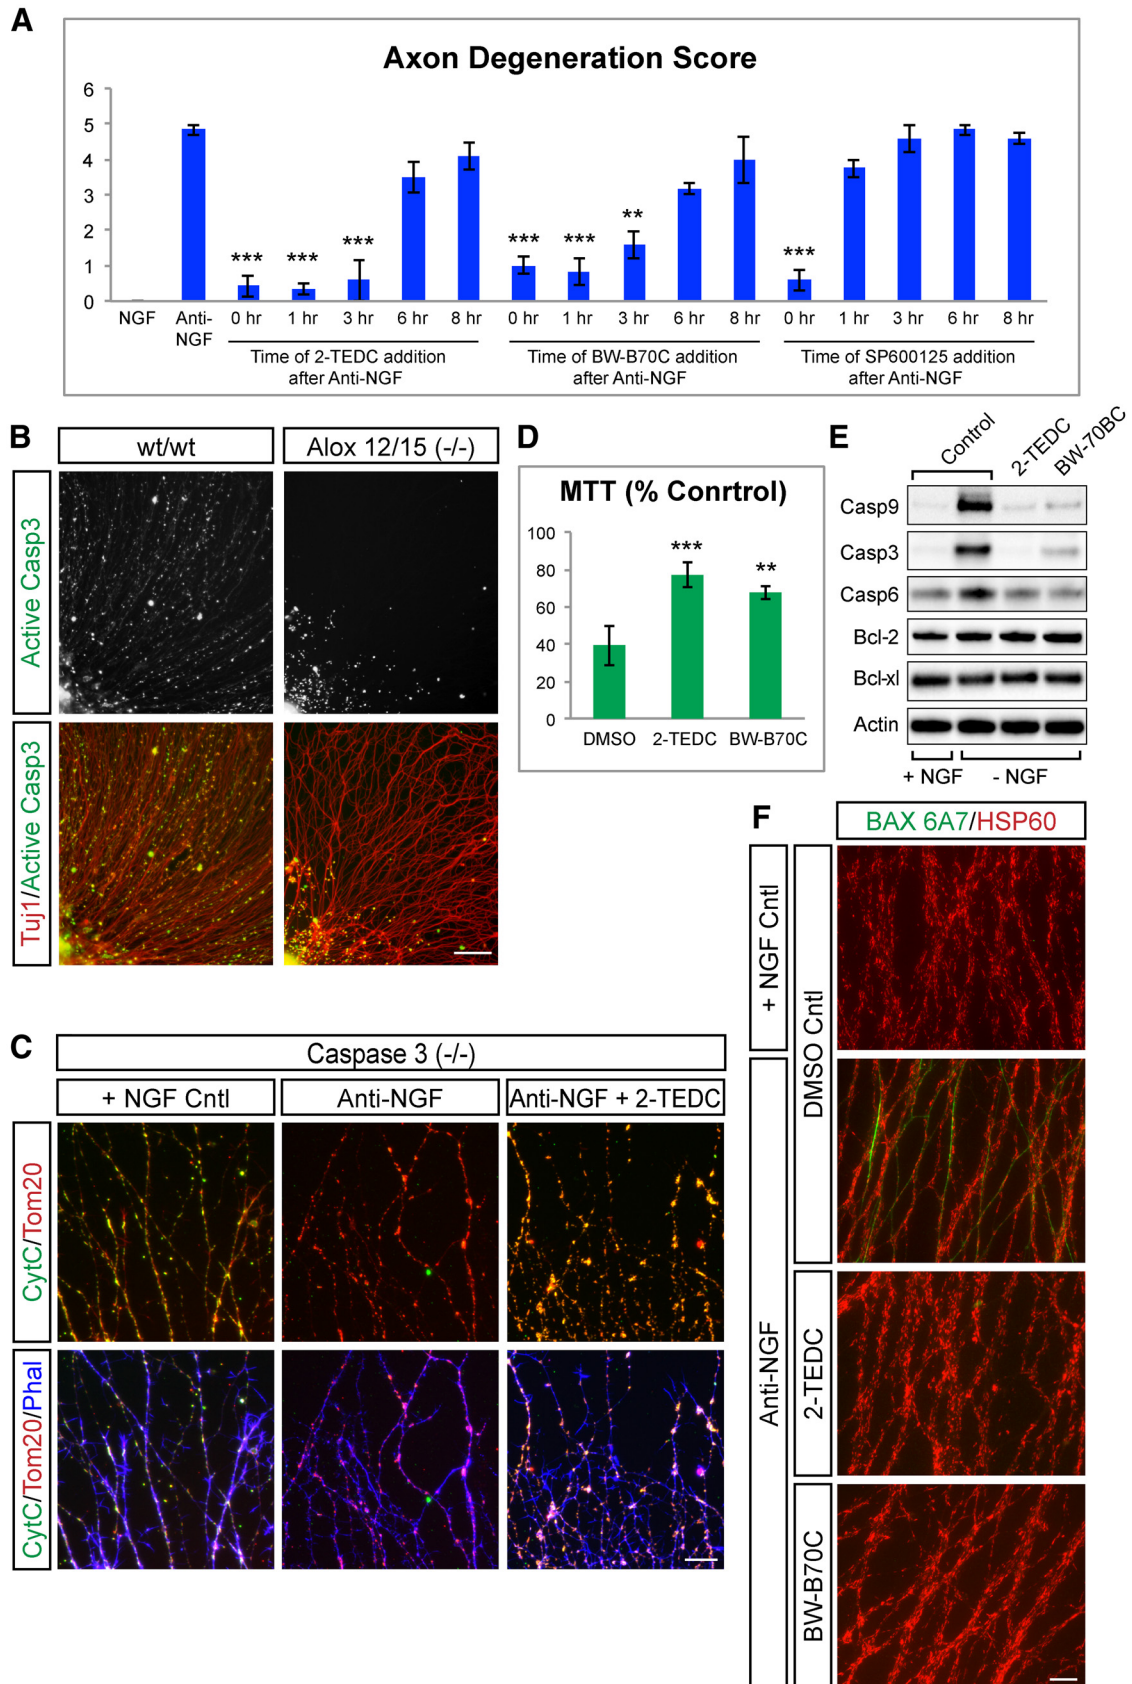 A
Axon Degeneration Score
6
5
4
3
2
1
0
*** *** *** *** *** ** ***
NGF Anti-NGF 0 hr 1 hr 3 hr 6 hr 8 hr 0 hr 1 hr 3 hr 6 hr 8 hr 0 hr 1 hr 3 hr 6 hr 8 hr
Time of 2-TEDC addition
after Anti-NGF
Time of BW-B70C addition
after Anti-NGF
Time of SP600125 addition
after Anti-NGF
B
wt/wt
Alox 12/15 (-/-)
Active Casp3
Tuj1/Active Casp3
C
Caspase 3 (-/-)
+ NGF Cntl
Anti-NGF
Anti-NGF + 2-TEDC
CytC/Tom20
CytC/Tom20/Phal
D
MTT (% Conrtrol)
100
80
60
40
20
0
*** **
DMSO 2-TEDC BW-B70C
E
Control 2-TEDC BW-70BC
Casp9
Casp3
Casp6
Bcl-2
Bcl-xl
Actin
+ NGF - NGF
F
BAX 6A7/HSP60
+ NGF Cntl
DMSO Cntl
Anti-NGF
2-TEDC
BW-B70C